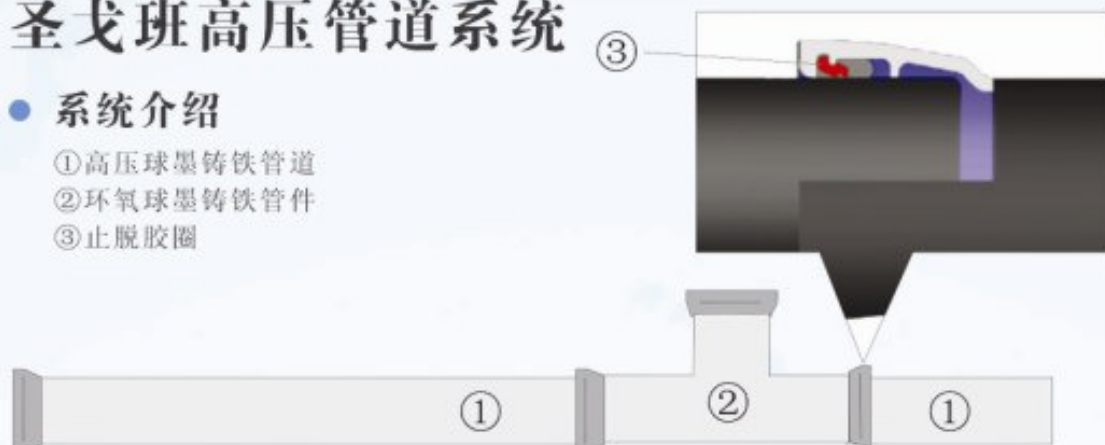 圣戈班高压管道系统
③
系统介绍
①高压球墨铸铁管道
②环氧球墨铸铁管件
③止脱胶圈
① ② ①